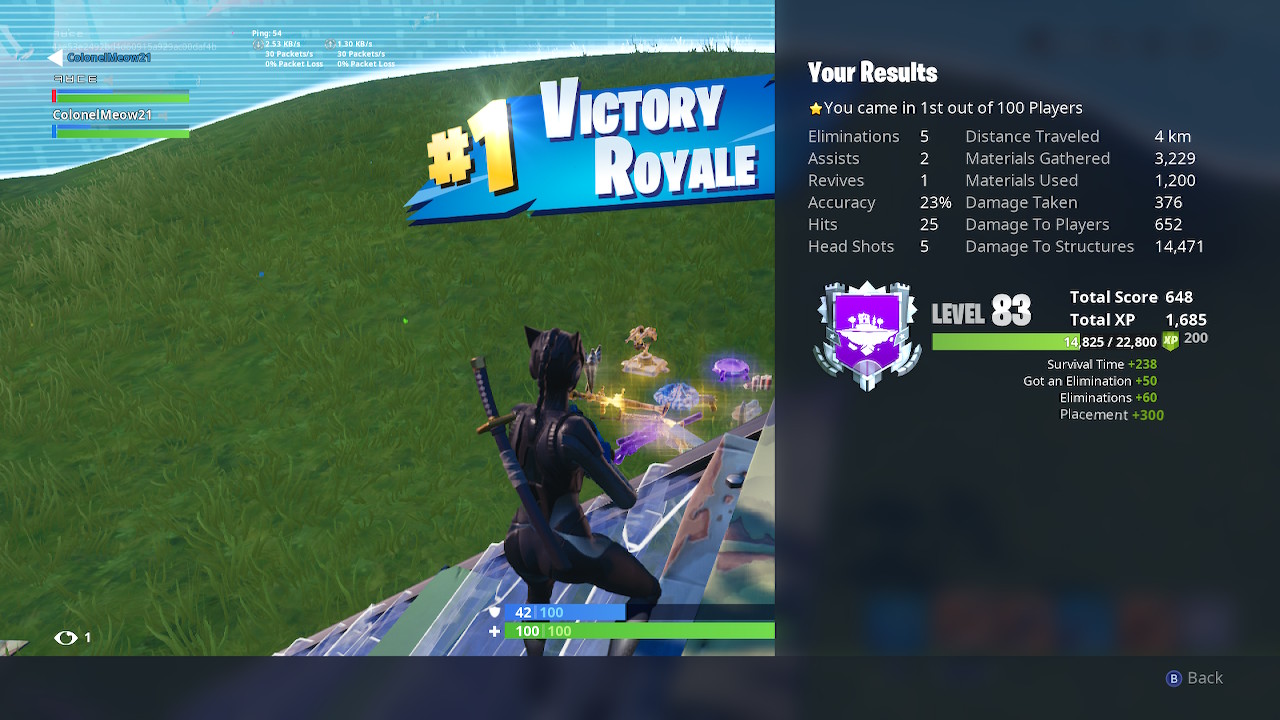 Ping: 54
2.53 KB/s 1.30 KB/s
30 Packets/s 30 Packets/s
0% Packet Loss 0% Packet Loss
ColonelMeow21
ColonelMeow21
#1 VICTORY
ROYALE
42 | 100
100 | 100
1
Your Results
You came in 1st out of 100 Players
Eliminations 5 Distance Traveled 4 km
Assists 2 Materials Gathered 3,229
Revives 1 Materials Used 1,200
Accuracy 23% Damage Taken 376
Hits 25 Damage To Players 652
Head Shots 5 Damage To Structures 14,471
LEVEL 83
Total Score 648
Total XP 1,685
14,825 / 22,800 XP 200
Survival Time +238
Got an Elimination +50
Eliminations +60
Placement +300
B Back